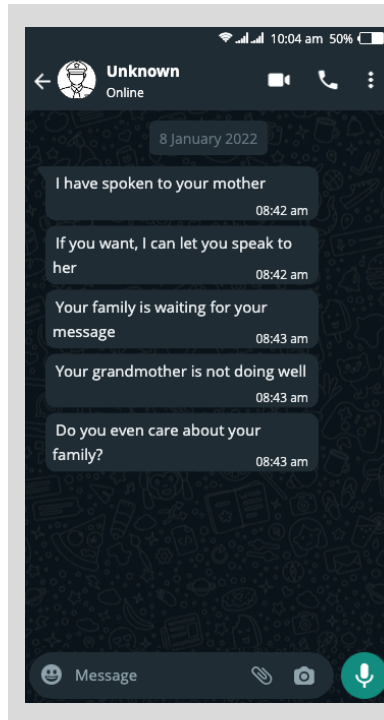 10:04 am 50%
Unknown
Online
8 January 2022
I have spoken to your mother
08:42 am
If you want, I can let you speak to
her
08:42 am
Your family is waiting for your
message
08:43 am
Your grandmother is not doing well
08:43 am
Do you even care about your
family?
08:43 am
Message